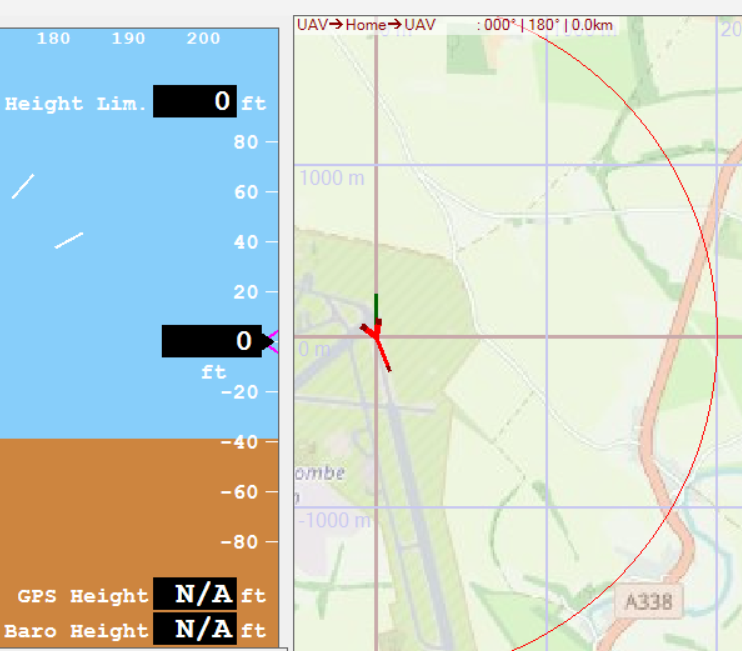 180 190 200
Height Lim. 0 ft
80
60
40
20
0
ft
-20
-40
-60
-80
GPS Height N/A ft
Baro Height N/A ft
UAV→Home→UAV : 000° | 180° | 0.0km
20
1000 m
0 m
ombe
-1000 m
A338